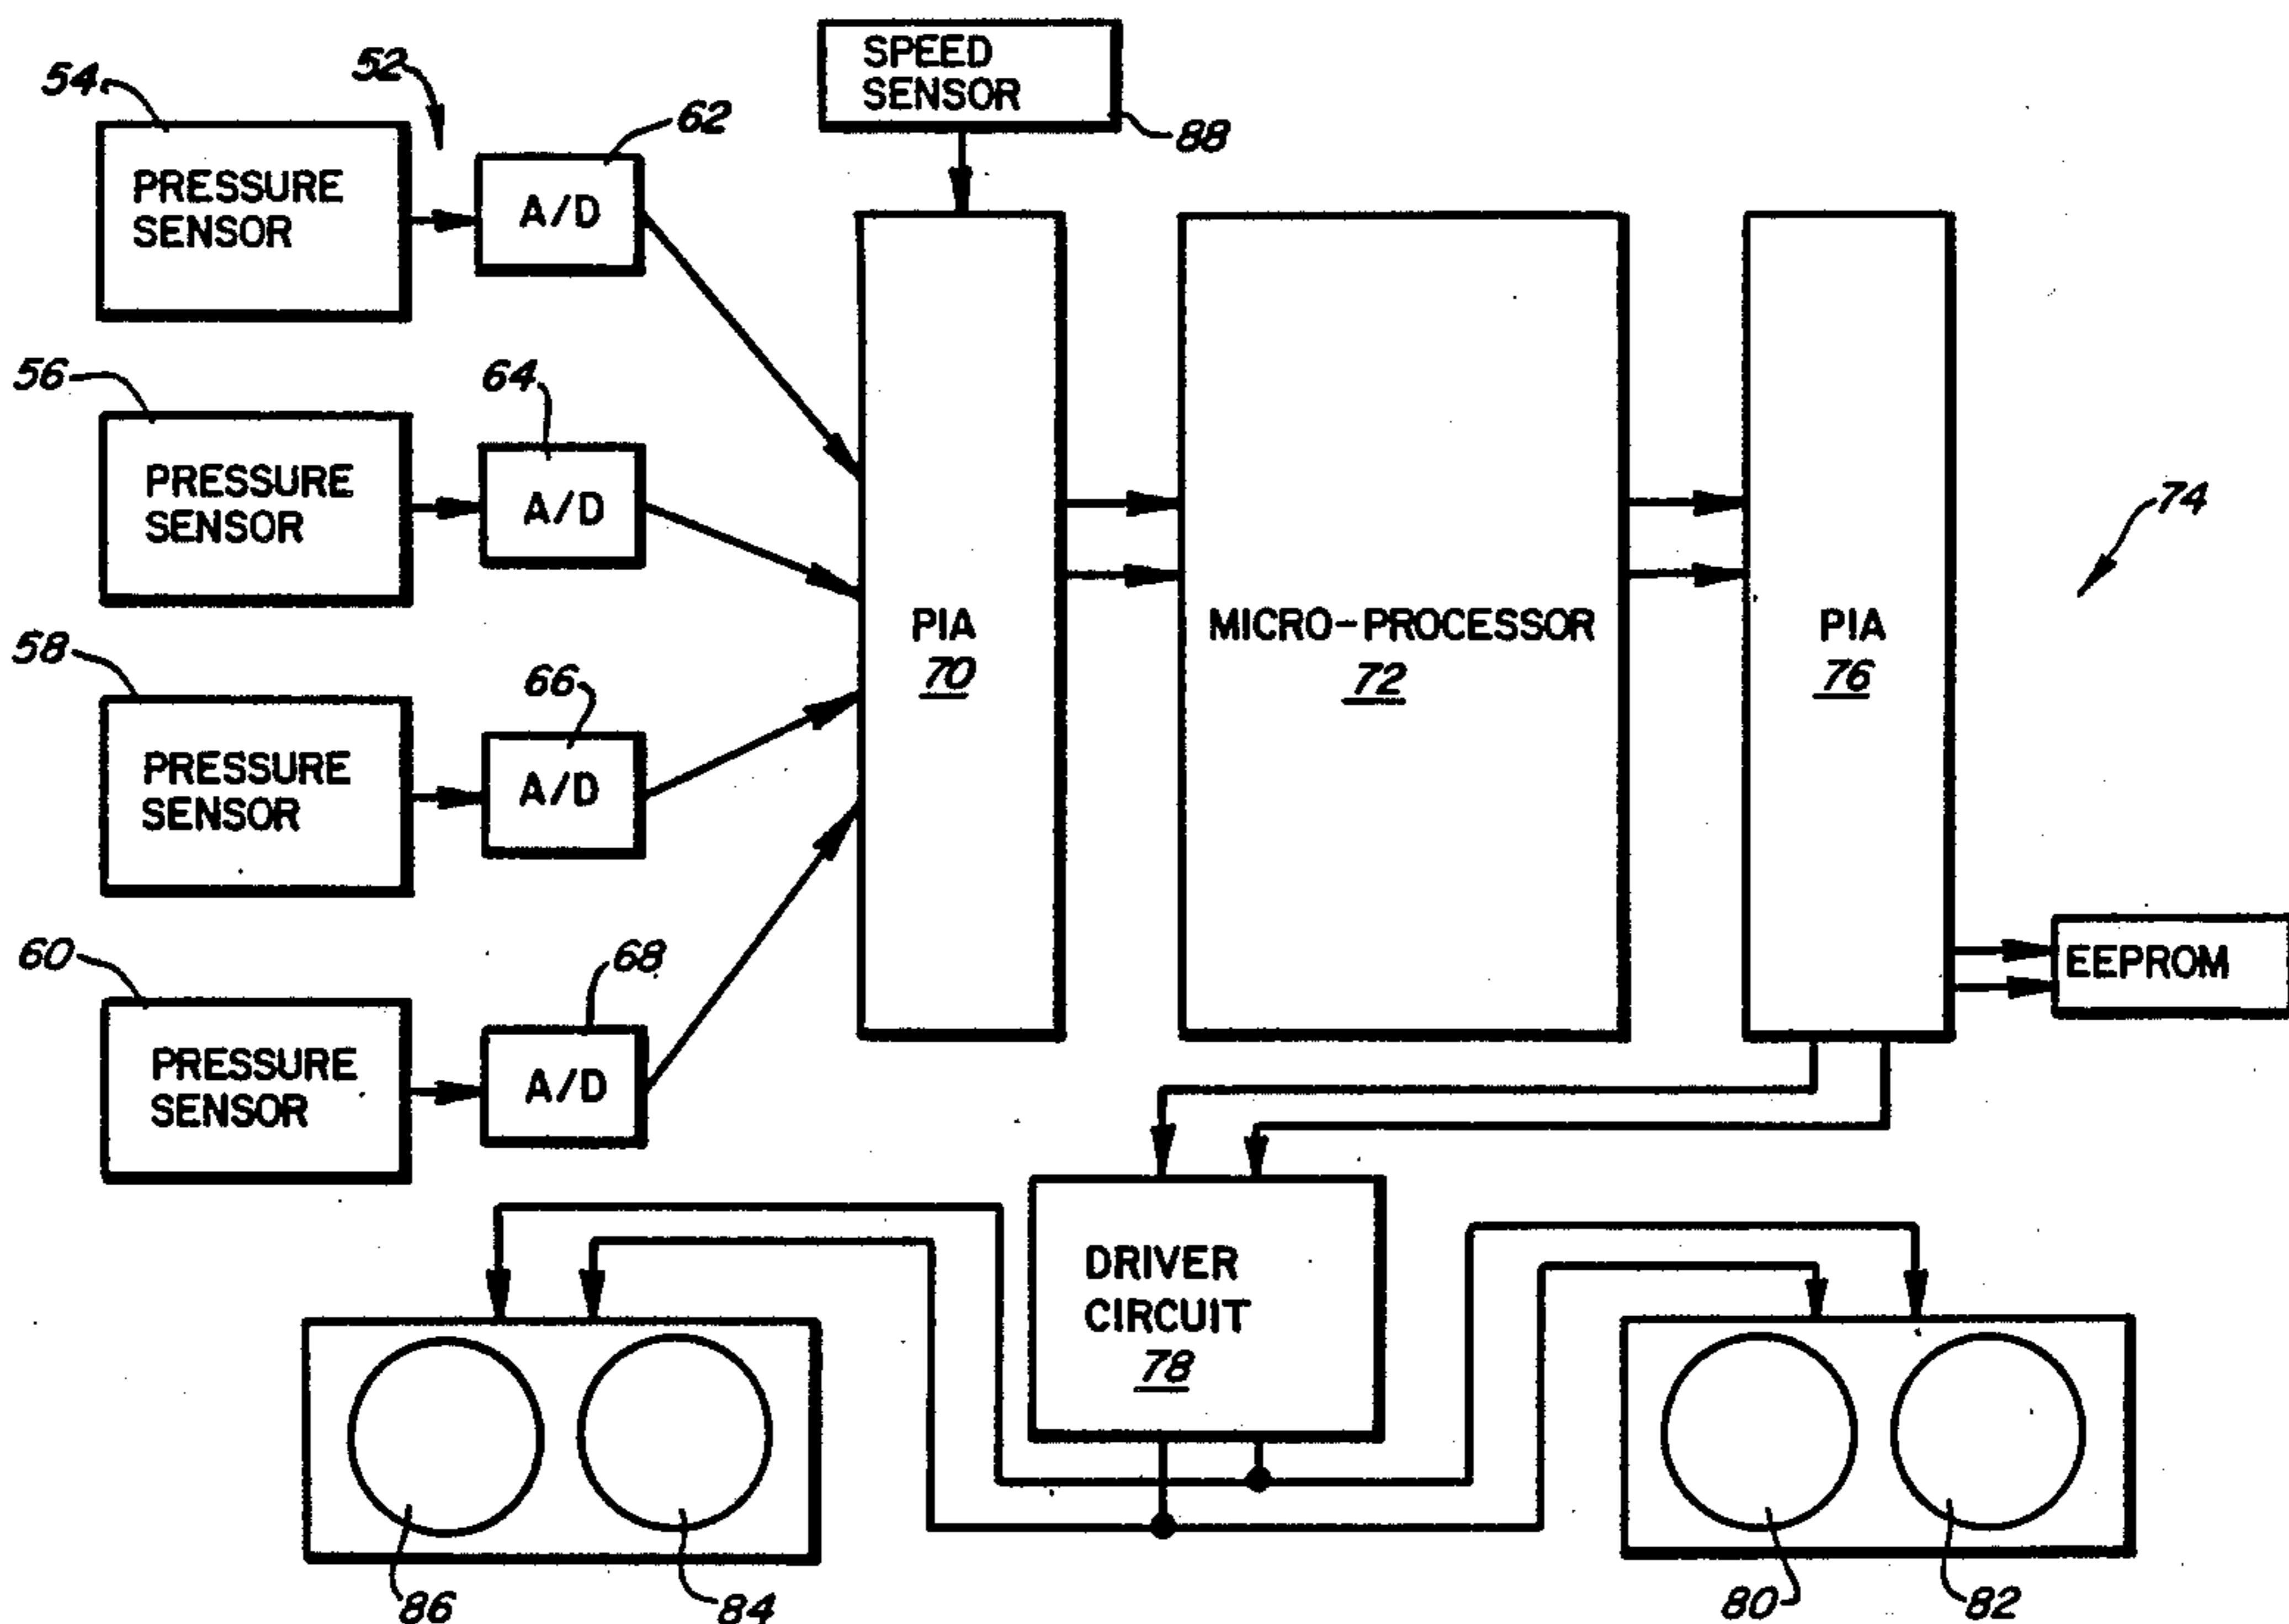 SPEED
SENSOR
88
54
52
62
PRESSURE
SENSOR
A/D
56
64
PRESSURE
SENSOR
A/D
58
66
PRESSURE
SENSOR
A/D
60
68
PRESSURE
SENSOR
A/D
PIA
70
MICRO-PROCESSOR
72
PIA
76
74
EEPROM
DRIVER
CIRCUIT
78
86
84
80
82